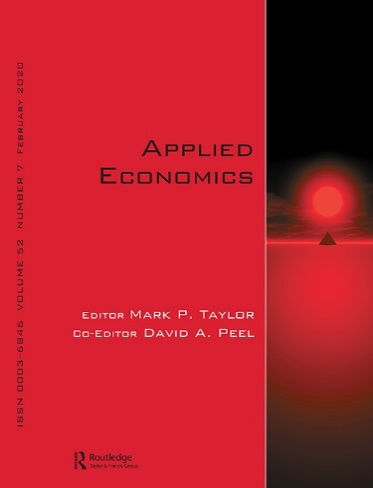 ISSN 0003-6846 VOLUME 52 NUMBER 7 FEBRUARY 2020
APPLIED
ECONOMICS
EDITOR MARK P. TAYLOR
CO-EDITOR DAVID A. PEEL
Routledge
Taylor & Francis Group